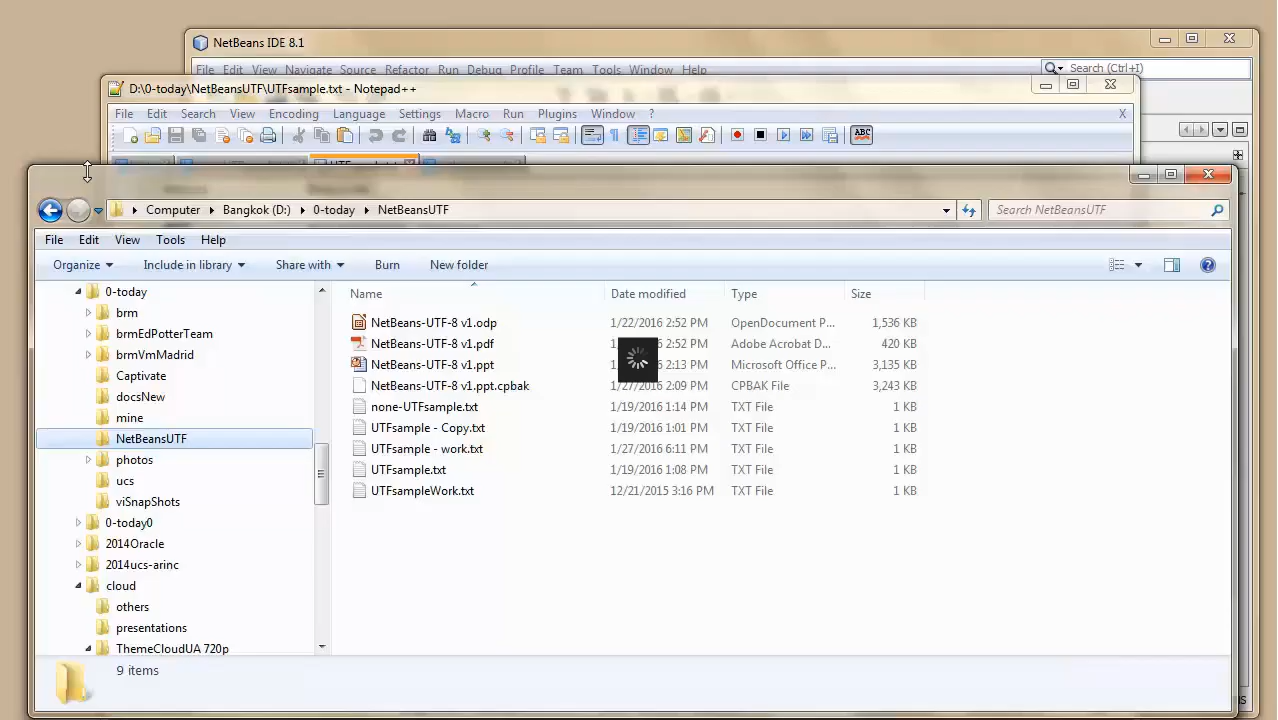 NetBeans IDE 8.1
File Edit View Navigate Source Refactor Run Debug Profile Team Tools Window Help
Search (Ctrl+I)
D:\0-today\NetBeansUTF\UTFsample.txt - Notepad++
File Edit Search View Encoding Language Settings Macro Run Plugins Window ? X
ABC
Computer Bangkok (D:) 0-today NetBeansUTF
Search NetBeansUTF
File Edit View Tools Help
Organize Include in library Share with Burn New folder
Name Date modified Type Size
0-today
brm
brmEdPotterTeam
brmVmMadrid
Captivate
docsNew
mine
NetBeansUTF
photos
ucs
viSnapShots
0-today0
2014Oracle
2014ucs-arinc
cloud
others
presentations
ThemeCloudUA 720p
NetBeans-UTF-8 v1.odp 1/22/2016 2:52 PM OpenDocument P... 1,536 KB
NetBeans-UTF-8 v1.pdf 2:52 PM Adobe Acrobat D... 420 KB
NetBeans-UTF-8 v1.ppt 2:13 PM Microsoft Office P... 3,135 KB
NetBeans-UTF-8 v1.ppt.cpbak 1/27/2016 2:09 PM CPBAK File 3,243 KB
none-UTFsample.txt 1/19/2016 1:14 PM TXT File 1 KB
UTFsample - Copy.txt 1/19/2016 1:01 PM TXT File 1 KB
UTFsample - work.txt 1/27/2016 6:11 PM TXT File 1 KB
UTFsample.txt 1/19/2016 1:08 PM TXT File 1 KB
UTFsampleWork.txt 12/21/2015 3:16 PM TXT File 1 KB
9 items